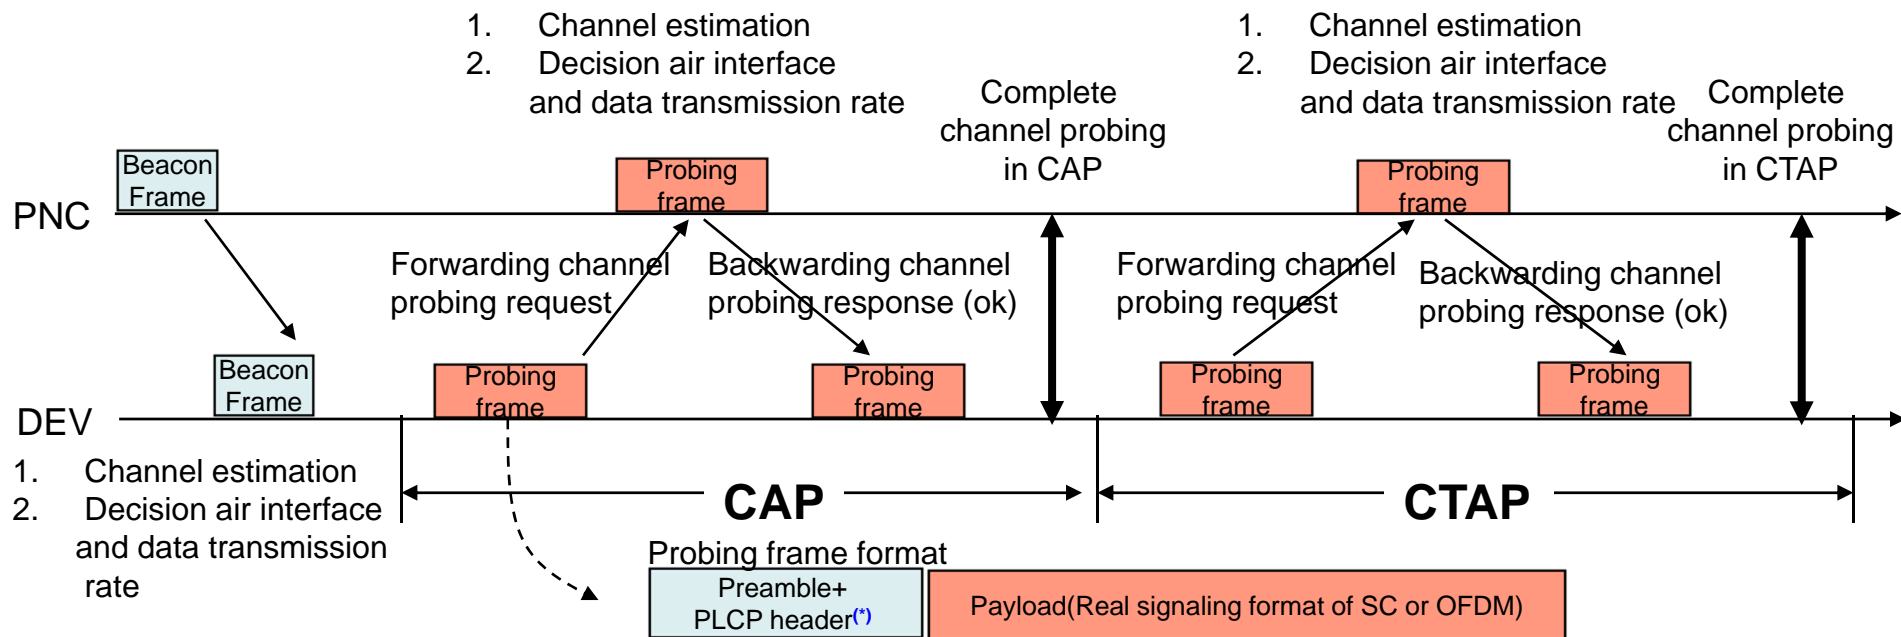 1. Channel estimation
2. Decision air interface
and data transmission rate
Complete
channel probing
in CAP
1. Channel estimation
2. Decision air interface
and data transmission rate
Complete
channel probing
in CTAP
Beacon
Frame
Probing
frame
Probing
frame
PNC
Forwarding channel
probing request
Backwarding channel
probing response (ok)
Forwarding channel
probing request
Backwarding channel
probing response (ok)
Beacon
Frame
Probing
frame
Probing
frame
Probing
frame
Probing
frame
DEV
1. Channel estimation
2. Decision air interface
and data transmission
rate
CAP
CTAP
Probing frame format
Preamble+
PLCP header(*)
Payload(Real signaling format of SC or OFDM)